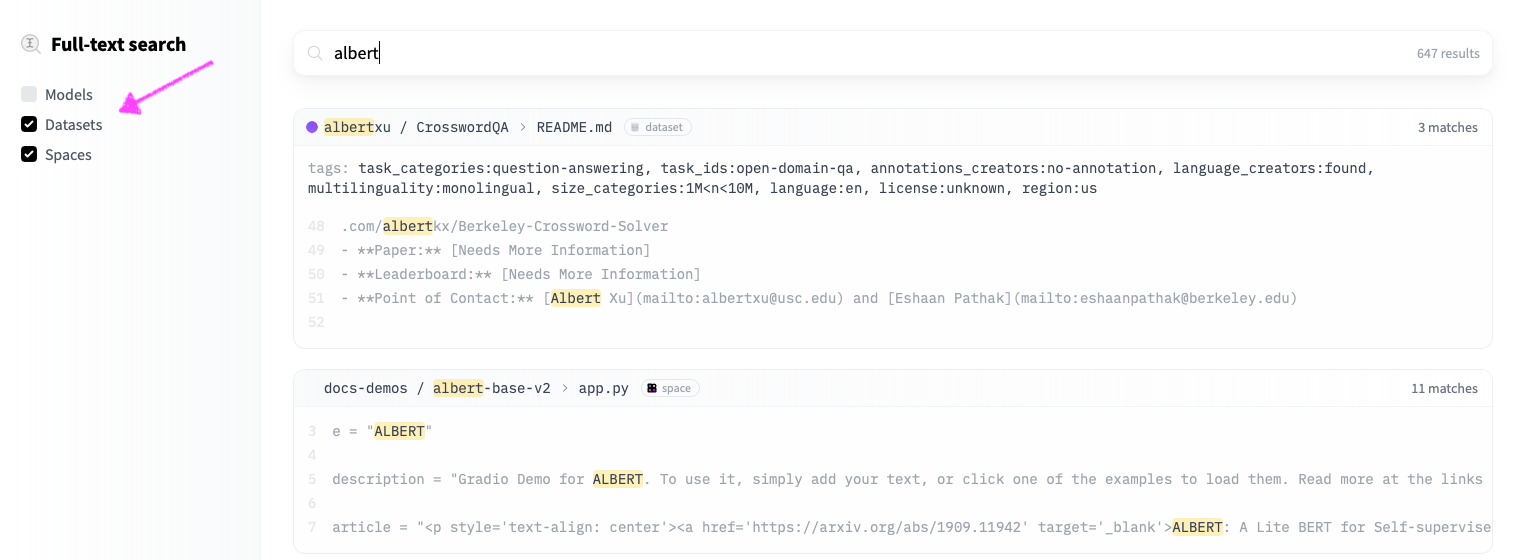 Full-text search
Models
Datasets
Spaces
albert
647 results
albertxu / CrosswordQA > README.md dataset
3 matches
tags: task_categories:question-answering, task_ids:open-domain-qa, annotations_creators:no-annotation, language_creators:found,
multilinguality:monolingual, size_categories:1M<n<10M, language:en, license:unknown, region:us
48 .com/albertkx/Berkeley-Crossword-Solver
49 - **Paper:** [Needs More Information]
50 - **Leaderboard:** [Needs More Information]
51 - **Point of Contact:** [Albert Xu](mailto:albertxu@usc.edu) and [Eshaan Pathak](mailto:eshaanpathak@berkeley.edu)
52
docs-demos / albert-base-v2 > app.py space
11 matches
3 e = "ALBERT"
4
5 description = "Gradio Demo for ALBERT. To use it, simply add your text, or click one of the examples to load them. Read more at the links
6
7 article = "<p style='text-align: center'><a href='https://arxiv.org/abs/1909.11942' target='_blank'>ALBERT: A Lite BERT for Self-supervise